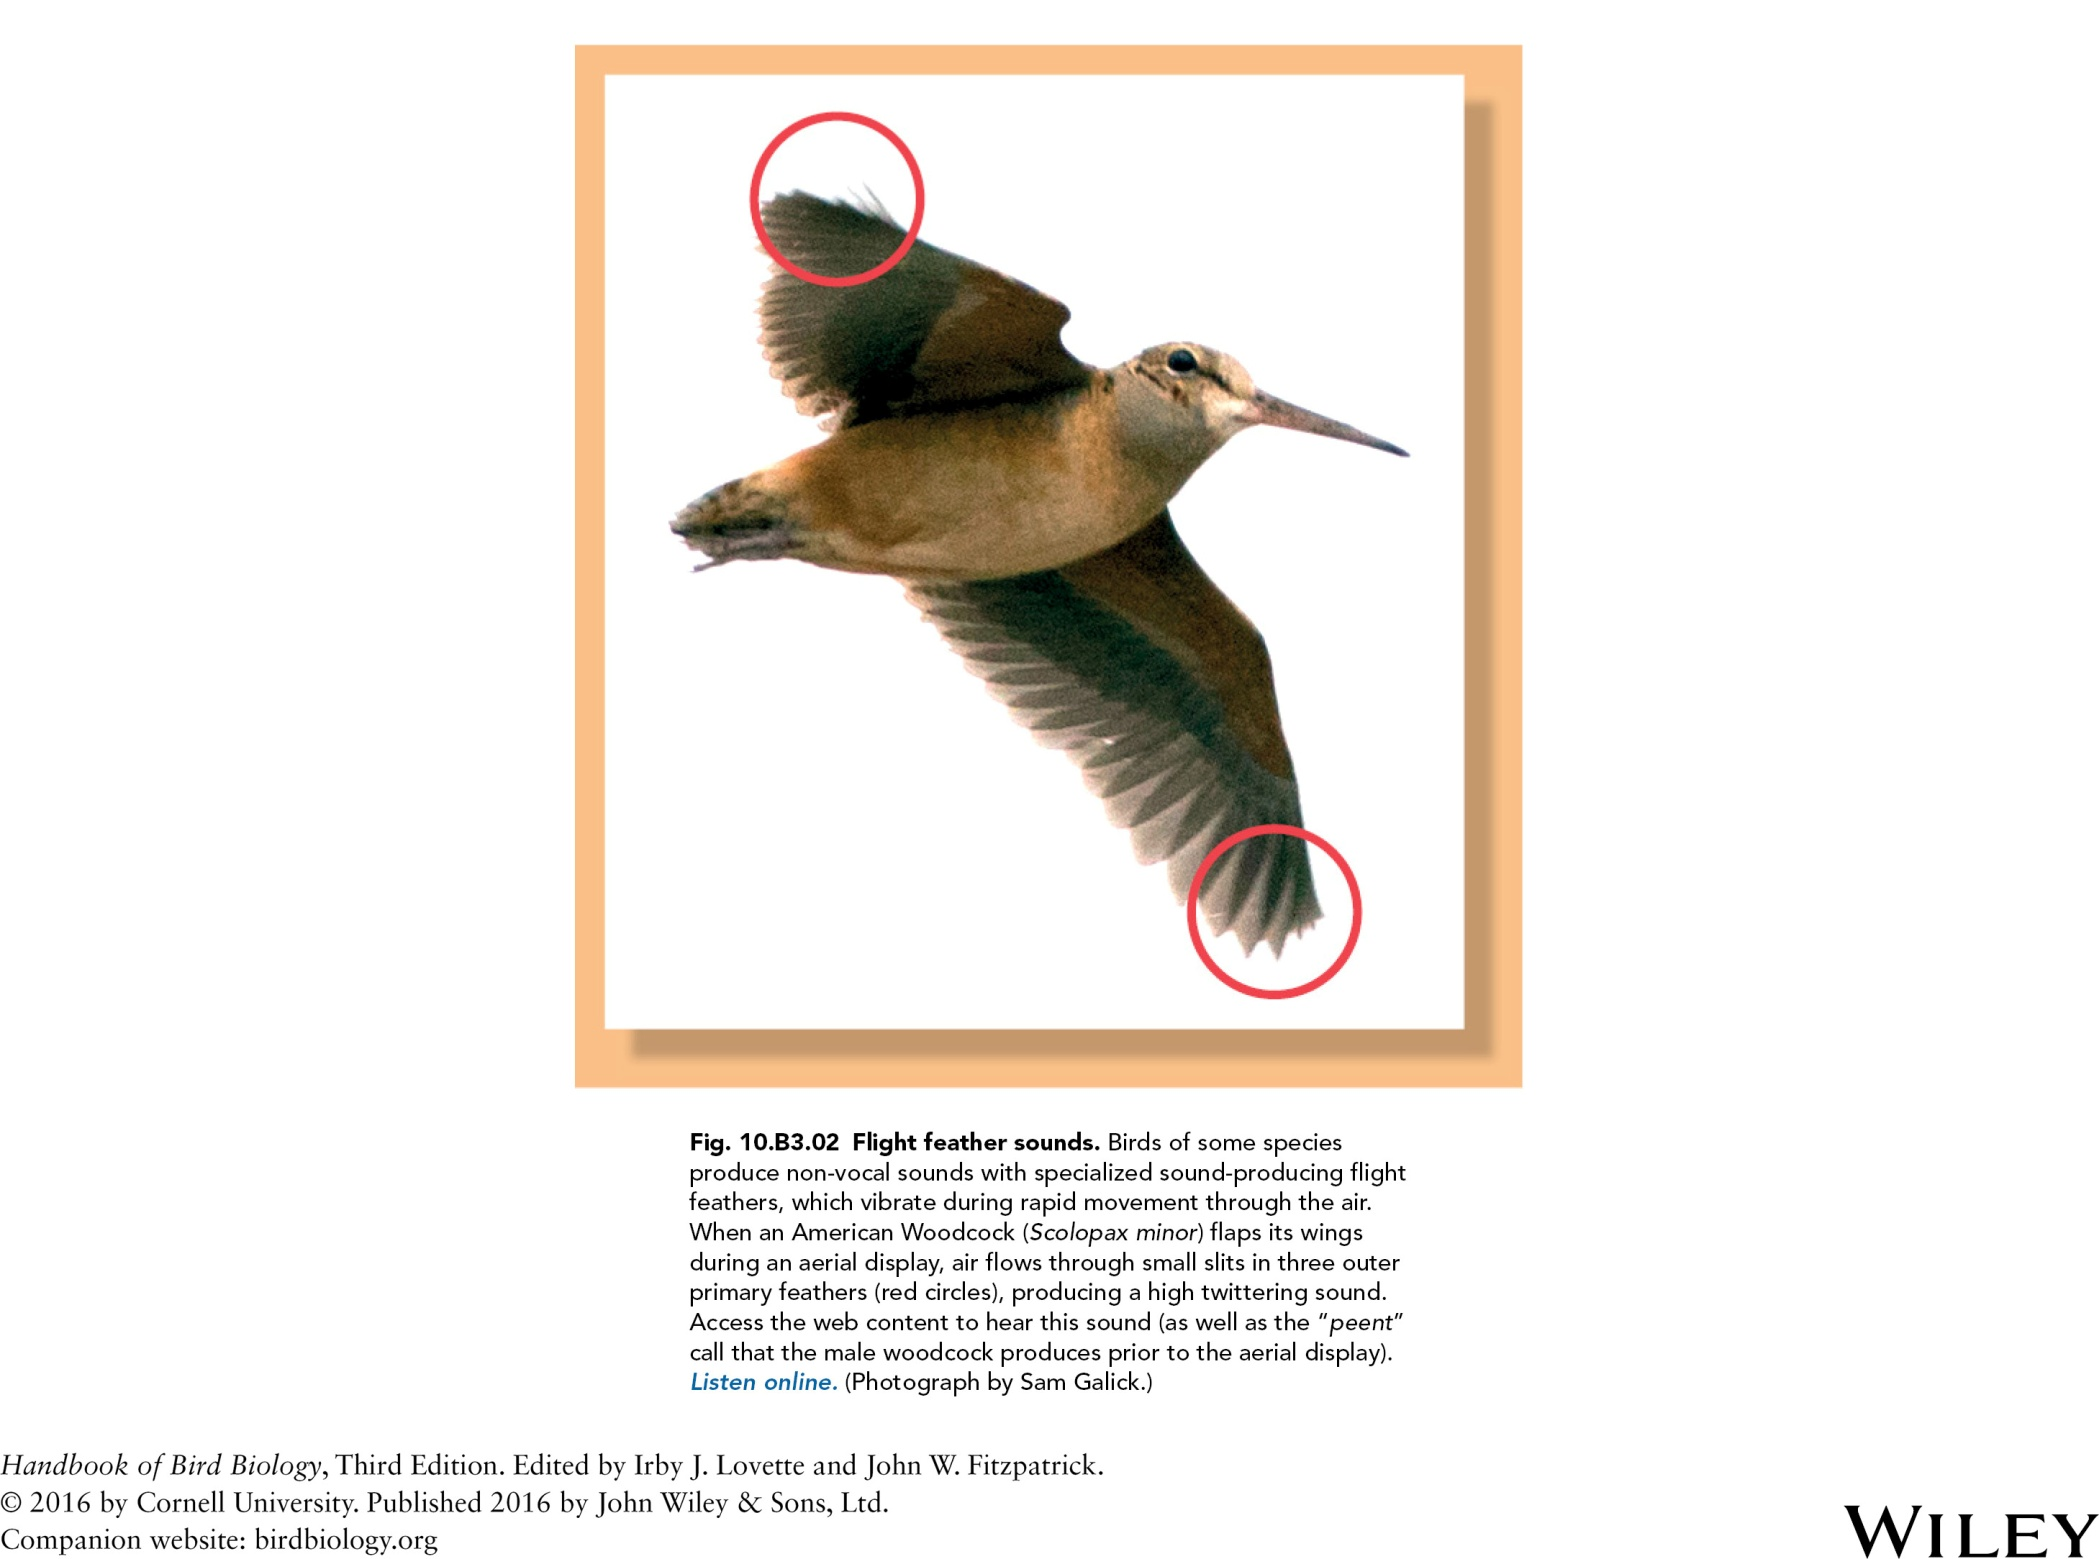 Fig. 10.B3.02 Flight feather sounds. Birds of some species
produce non-vocal sounds with specialized sound-producing flight
feathers, which vibrate during rapid movement through the air.
When an American Woodcock (Scolopax minor) flaps its wings
during an aerial display, air flows through small slits in three outer
primary feathers (red circles), producing a high twittering sound.
Access the web content to hear this sound (as well as the “peent”
call that the male woodcock produces prior to the aerial display).
Listen online. (Photograph by Sam Galick.)
Handbook of Bird Biology, Third Edition. Edited by Irby J. Lovette and John W. Fitzpatrick.
© 2016 by Cornell University. Published 2016 by John Wiley & Sons, Ltd.
Companion website: birdbiology.org
WILEY